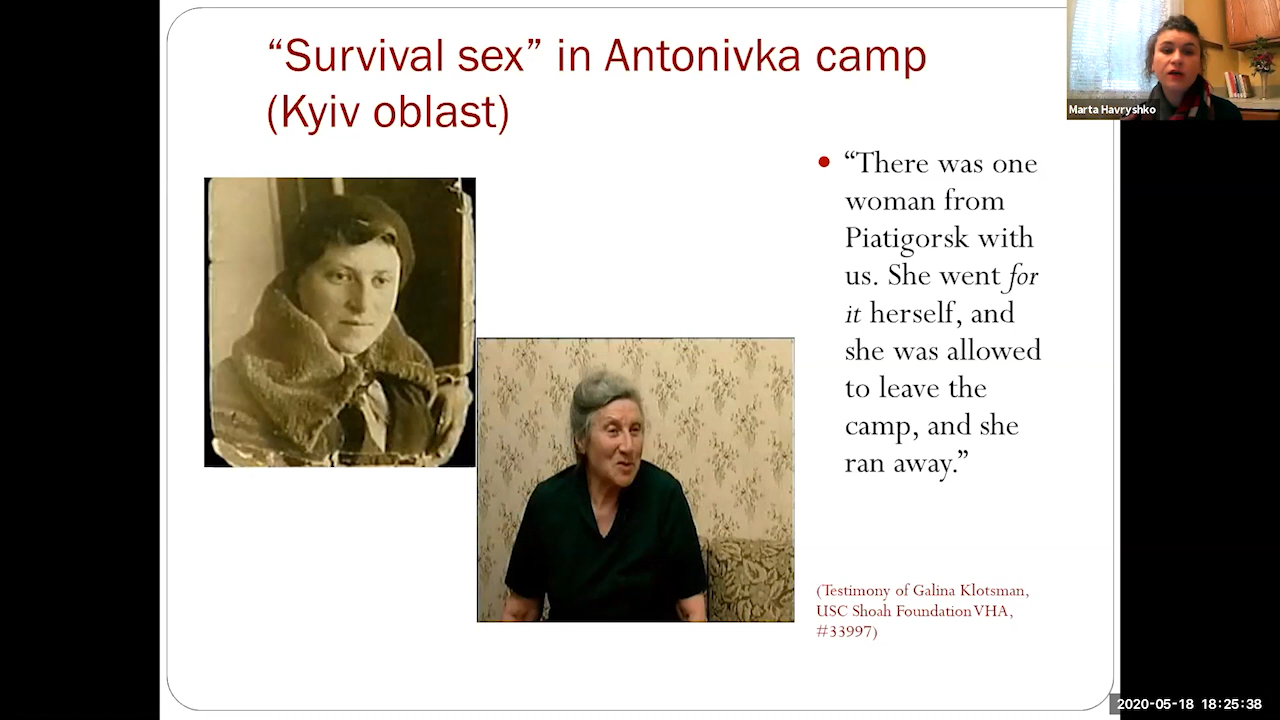 “Survival sex” in Antonivka camp
(Kyiv oblast)
Marta Havryshko
“There was one
woman from
Piatigorsk with
us. She went for
it herself, and
she was allowed
to leave the
camp, and she
ran away.”
(Testimony of Galina Klotsman,
USC Shoah Foundation VHA,
#33997)
2020-05-18 18:25:38